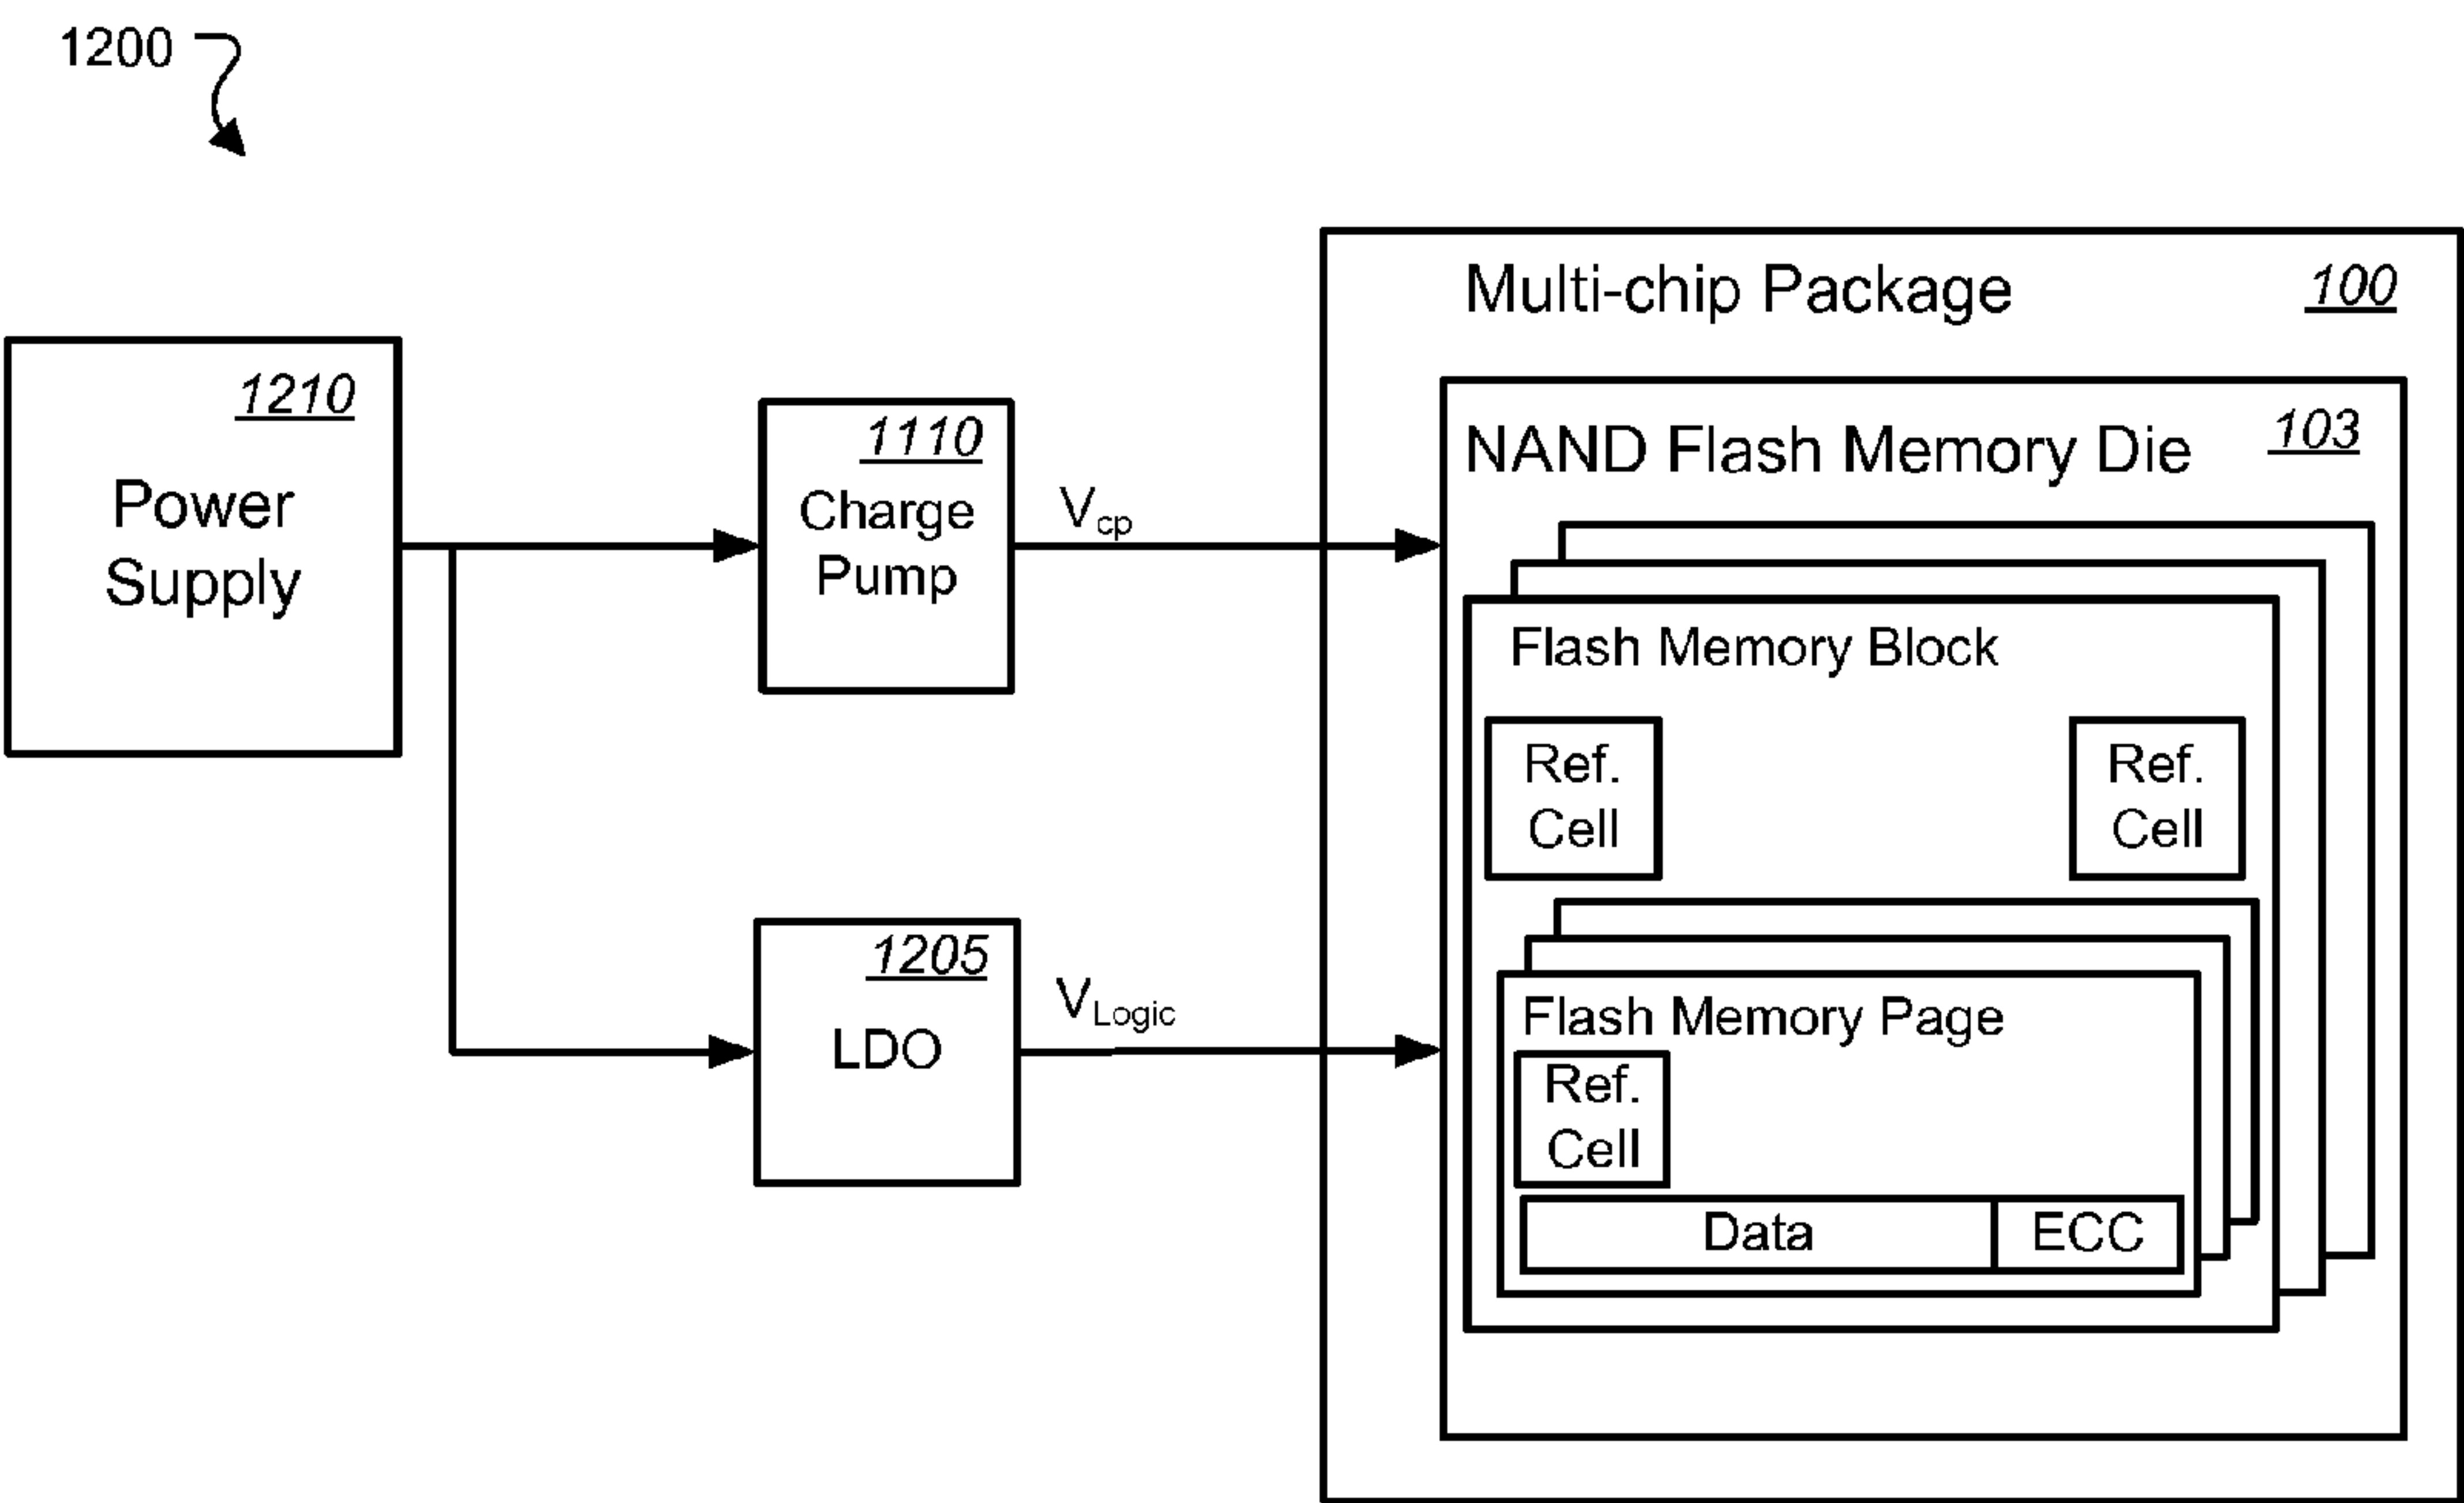 1200
Multi-chip Package 100
1210
Power
Supply
1110
Charge
Pump
Vcp
NAND Flash Memory Die 103
Flash Memory Block
Ref.
Cell
Ref.
Cell
1205
LDO
VLogic
Flash Memory Page
Ref.
Cell
Data
ECC